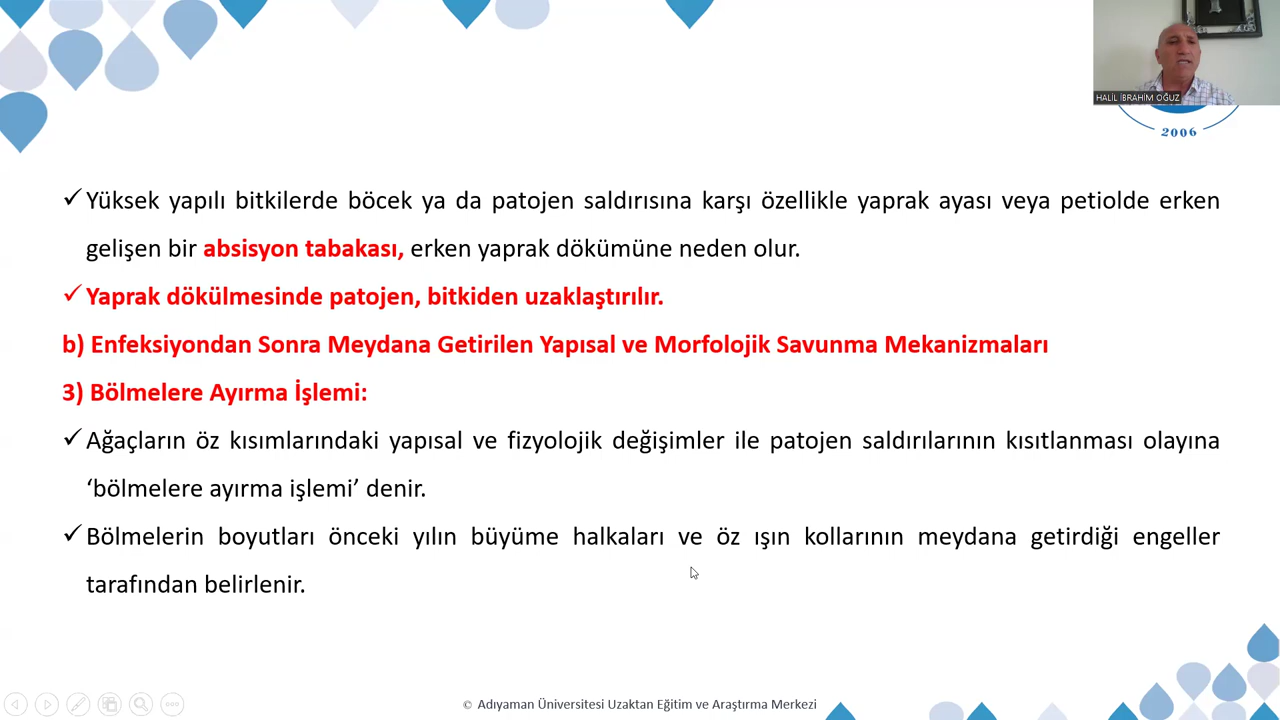 HALİL İBRAHİM OĞUZ
2006
✓ Yüksek yapılı bitkilerde böcek ya da patojen saldırısına karşı özellikle yaprak ayası veya petiolde erken
gelişen bir absisyon tabakası, erken yaprak dökümüne neden olur.
✓ Yaprak dökülmesinde patojen, bitkiden uzaklaştırılır.
b) Enfeksiyondan Sonra Meydana Getirilen Yapısal ve Morfolojik Savunma Mekanizmaları
3) Bölmelere Ayırma İşlemi:
✓ Ağaçların öz kısımlarındaki yapısal ve fizyolojik değişimler ile patojen saldırılarının kısıtlanması olayına
‘bölmelere ayırma işlemi’ denir.
✓ Bölmelerin boyutları önceki yılın büyüme halkaları ve öz ışın kollarının meydana getirdiği engeller
tarafından belirlenir.
© Adıyaman Üniversitesi Uzaktan Eğitim ve Araştırma Merkezi